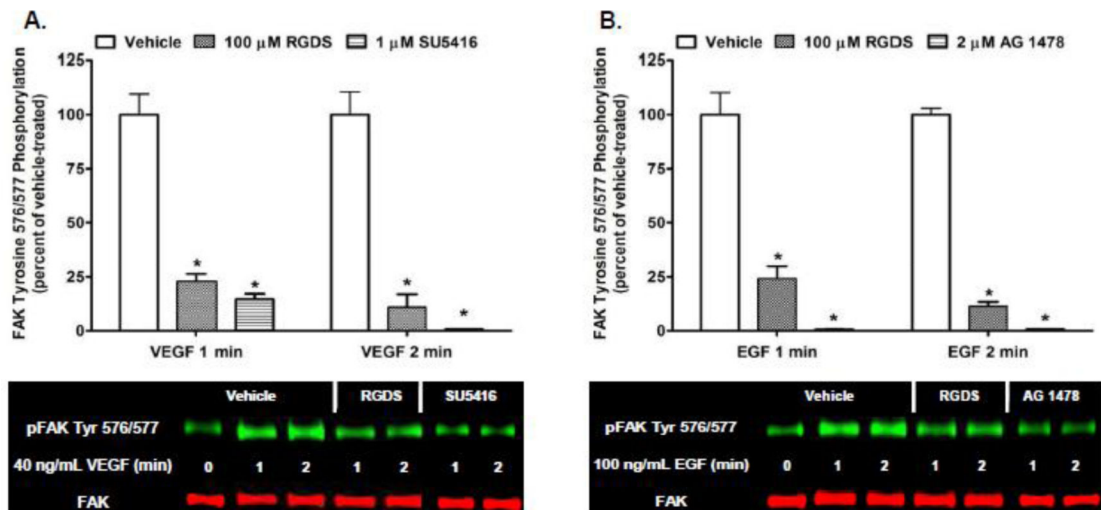 A.
Vehicle 100 µM RGDS 1 µM SU5416
FAK Tyrosine 576/577 Phosphorylation
(percent of vehicle-treated)
125
100
75
50
25
0
*
*
*
*
VEGF 1 min VEGF 2 min
Vehicle RGDS SU5416
pFAK Tyr 576/577
40 ng/mL VEGF (min) 0 1 2 1 2 1 2
FAK
B.
Vehicle 100 µM RGDS 2 µM AG 1478
FAK Tyrosine 576/577 Phosphorylation
(percent of vehicle-treated)
125
100
75
50
25
0
*
*
*
*
EGF 1 min EGF 2 min
Vehicle RGDS AG 1478
pFAK Tyr 576/577
100 ng/mL EGF (min) 0 1 2 1 2 1 2
FAK